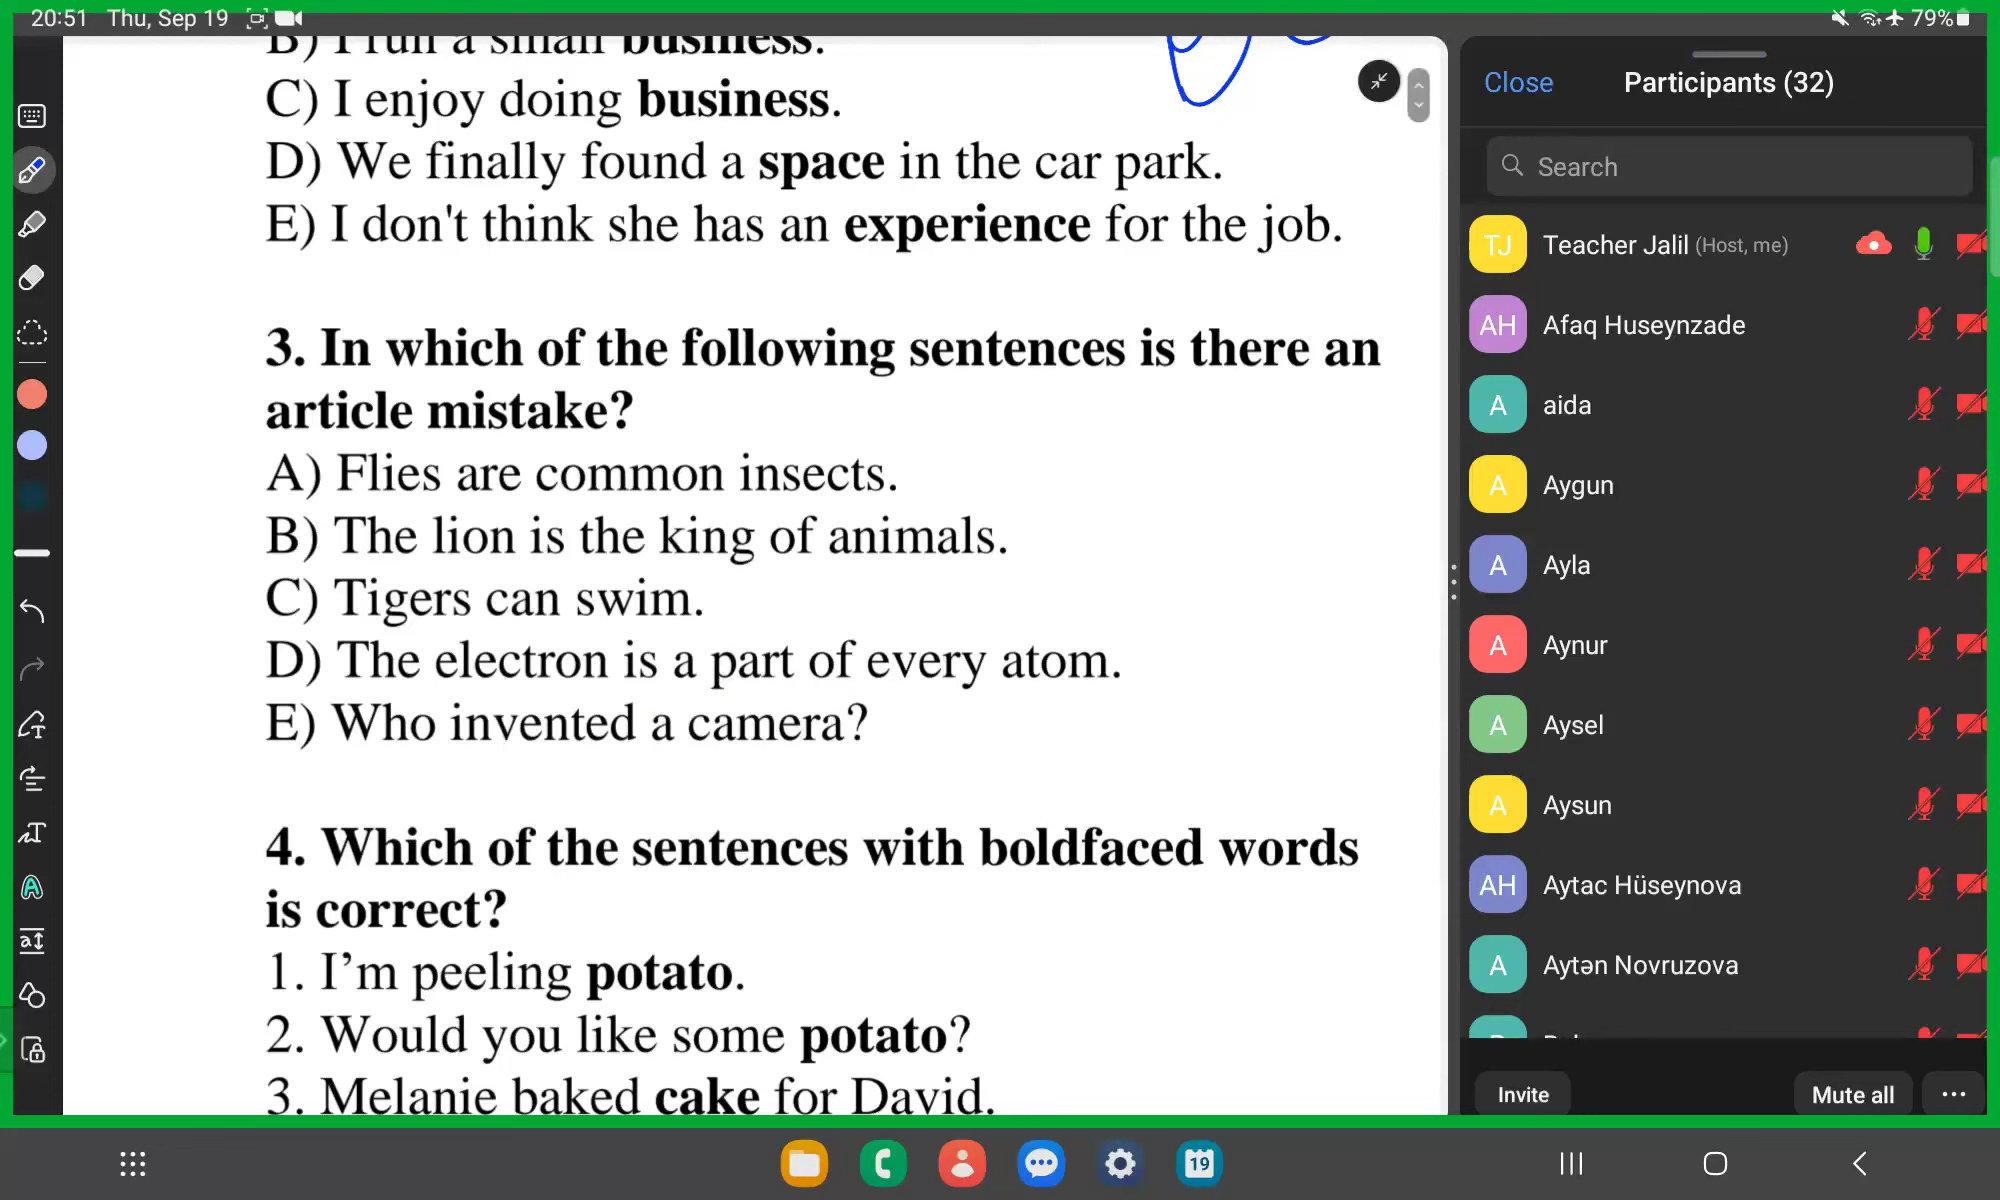 20:51 Thu, Sep 19 79%
B) I run a small business.
C) I enjoy doing business.
D) We finally found a space in the car park.
E) I don't think she has an experience for the job.
3. In which of the following sentences is there an
article mistake?
A) Flies are common insects.
B) The lion is the king of animals.
C) Tigers can swim.
D) The electron is a part of every atom.
E) Who invented a camera?
4. Which of the sentences with boldfaced words
is correct?
1. I’m peeling potato.
2. Would you like some potato?
3. Melanie baked cake for David.
Close Participants (32)
Search
TJ Teacher Jalil (Host, me)
AH Afaq Huseynzade
A aida
A Aygun
A Ayla
A Aynur
A Aysel
A Aysun
AH Aytac Hüseynova
A Aytən Novruzova
Invite Mute all
19